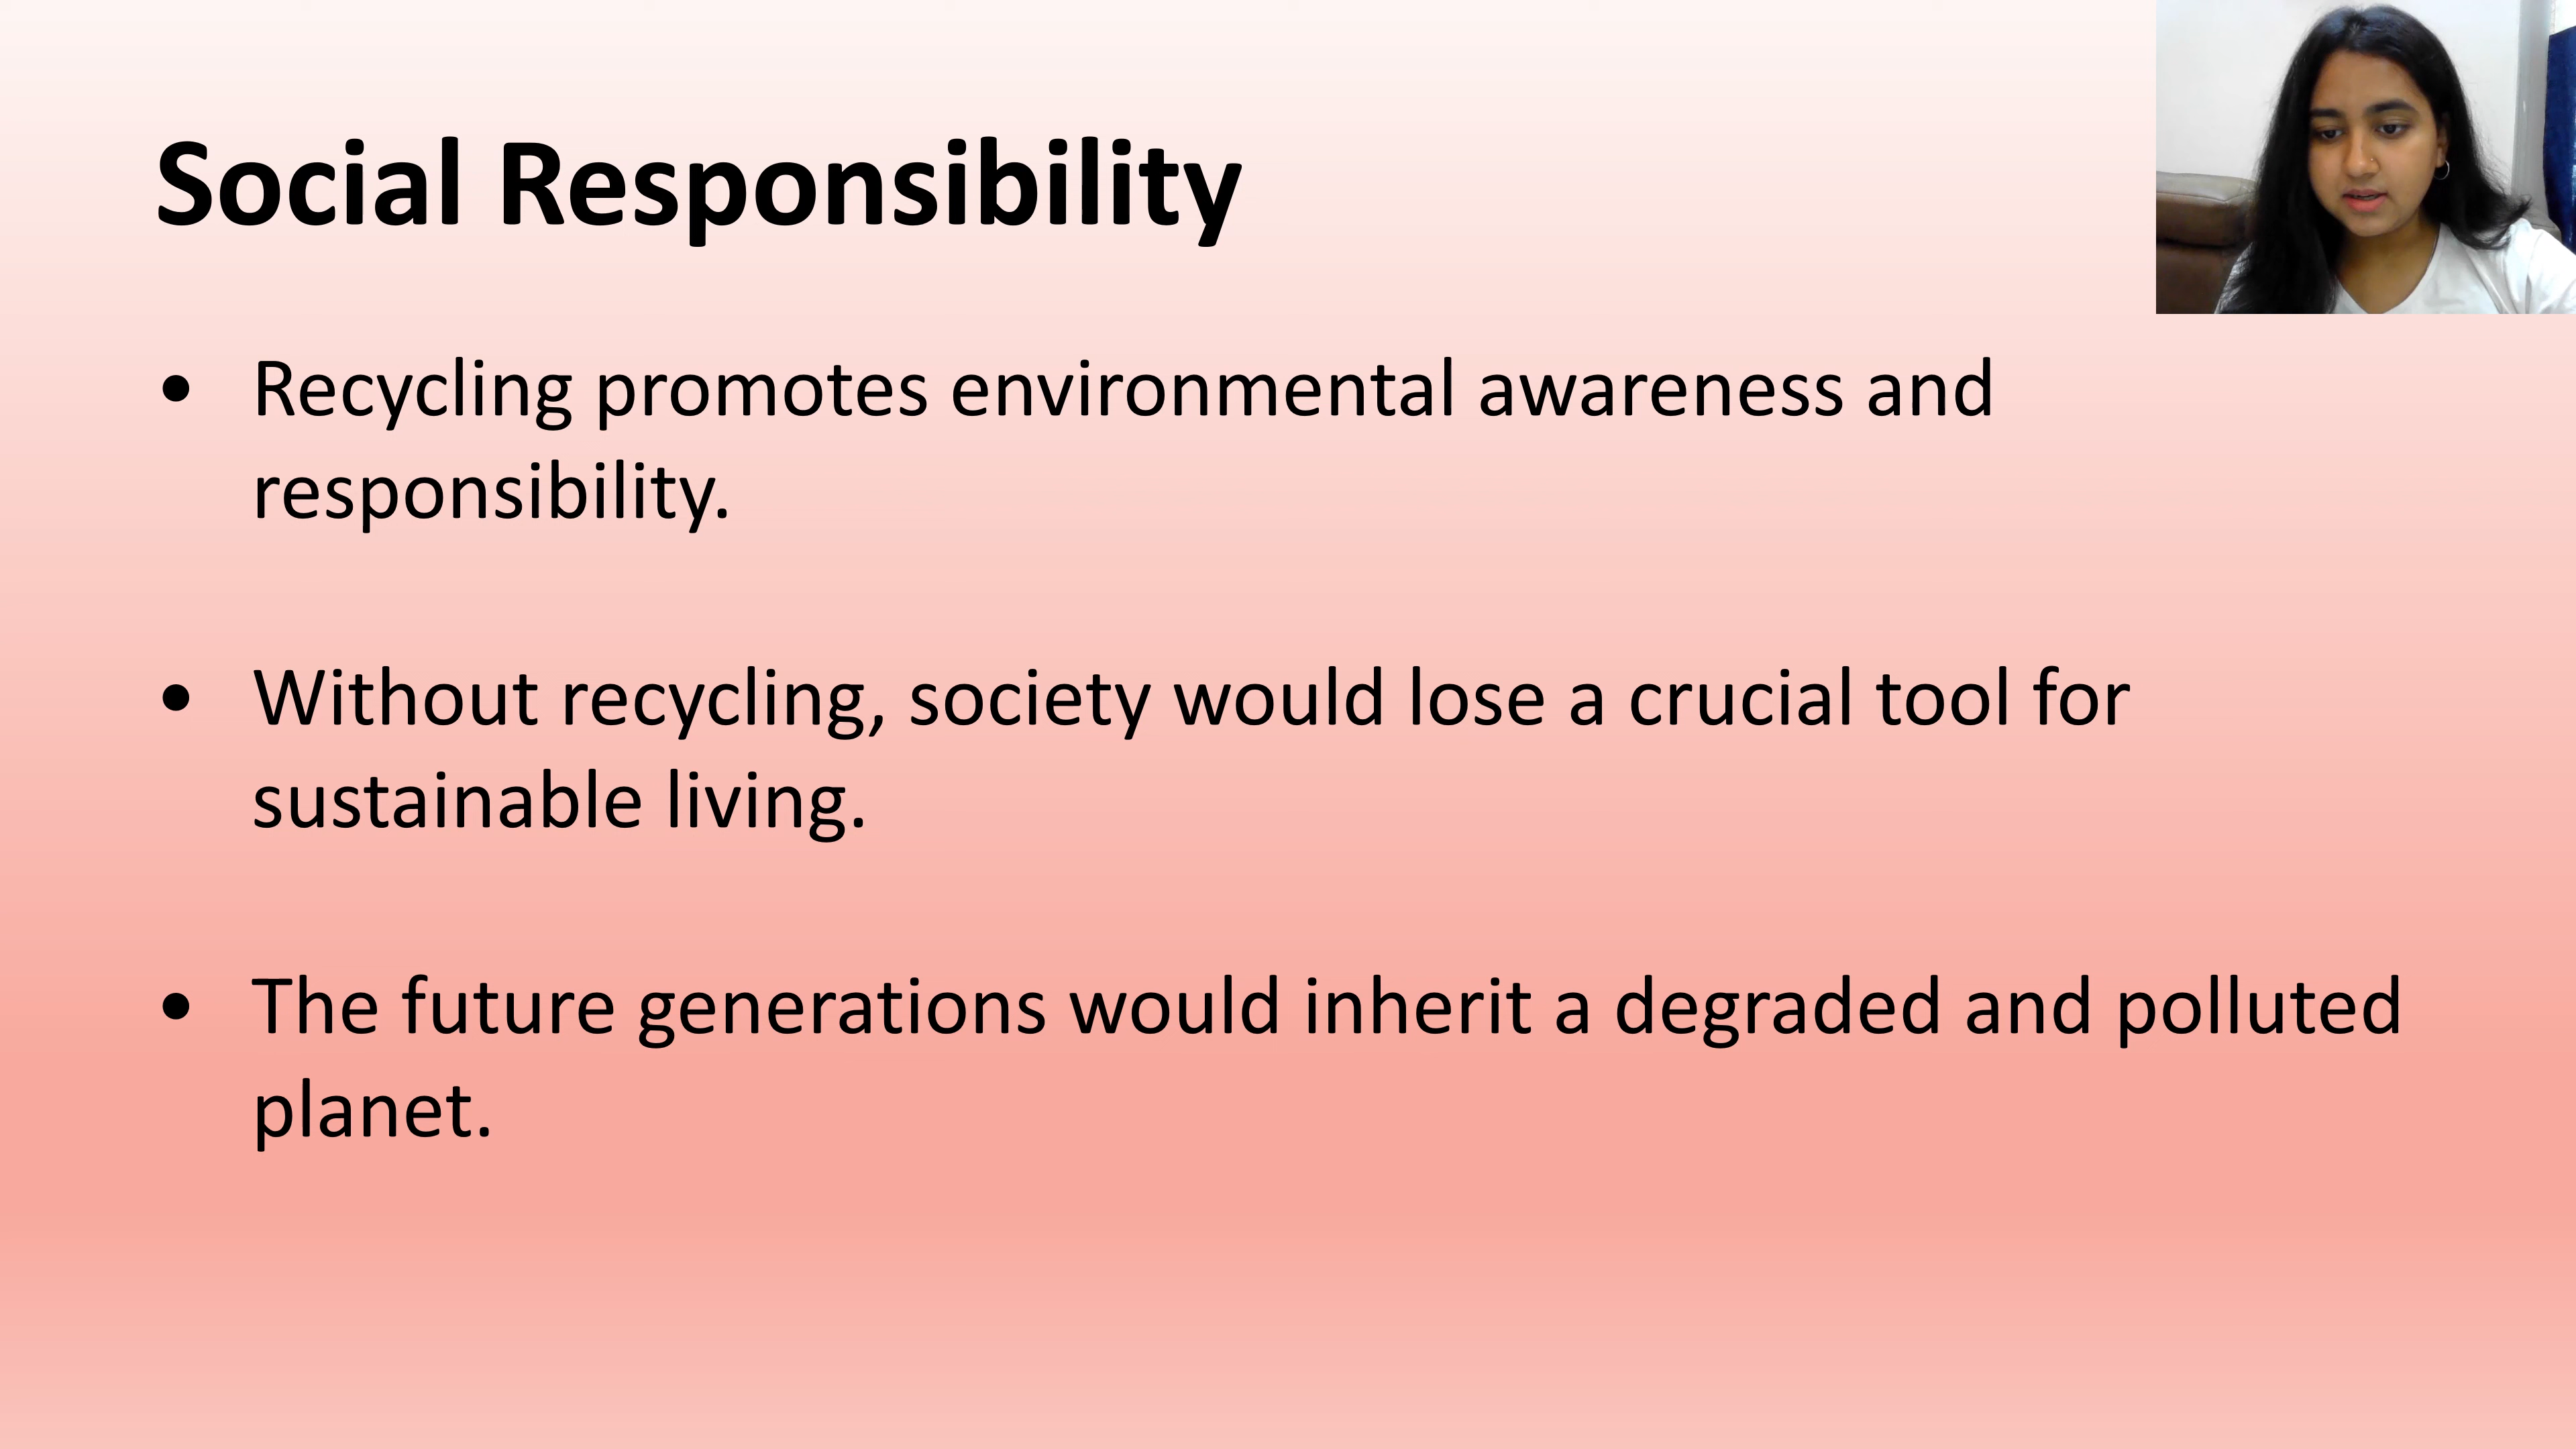 Social Responsibility
• Recycling promotes environmental awareness and
responsibility.
• Without recycling, society would lose a crucial tool for
sustainable living.
• The future generations would inherit a degraded and polluted
planet.